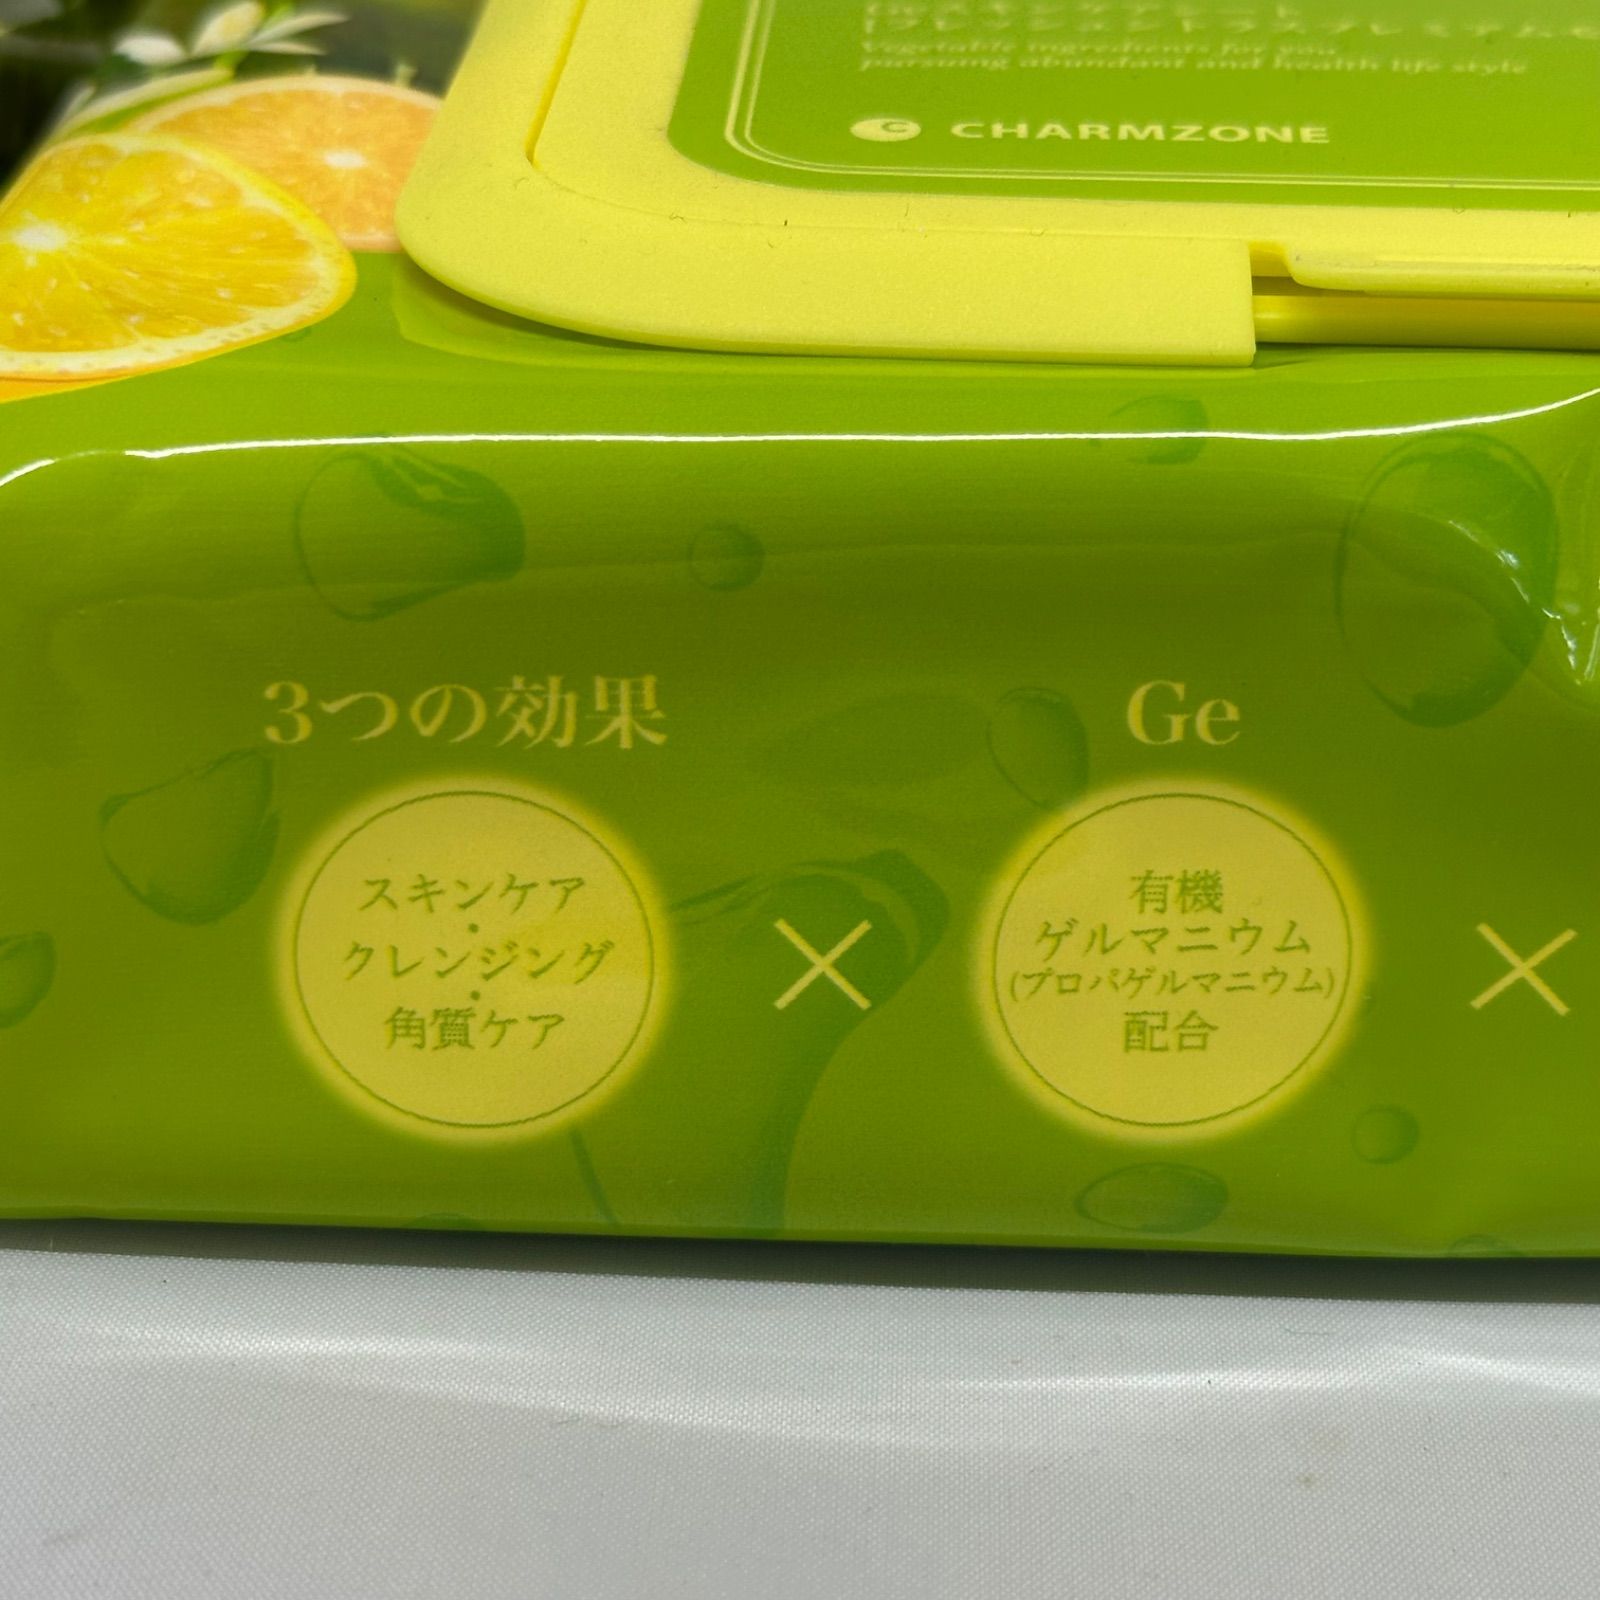 Vegetable ingredients for you
pursuing abundant and health life style
CHARMZONE
3つの効果
スキンケア
・
クレンジング
・
角質ケア
×
Ge
有機
ゲルマニウム
(プロパゲルマニウム)
配合
×